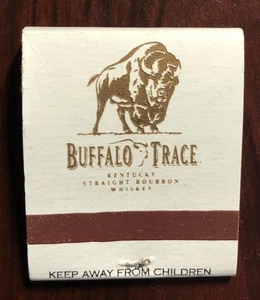 BUFFALO TRACE
KENTUCKY
STRAIGHT BOURBON
WHISKEY
KEEP AWAY FROM CHILDREN